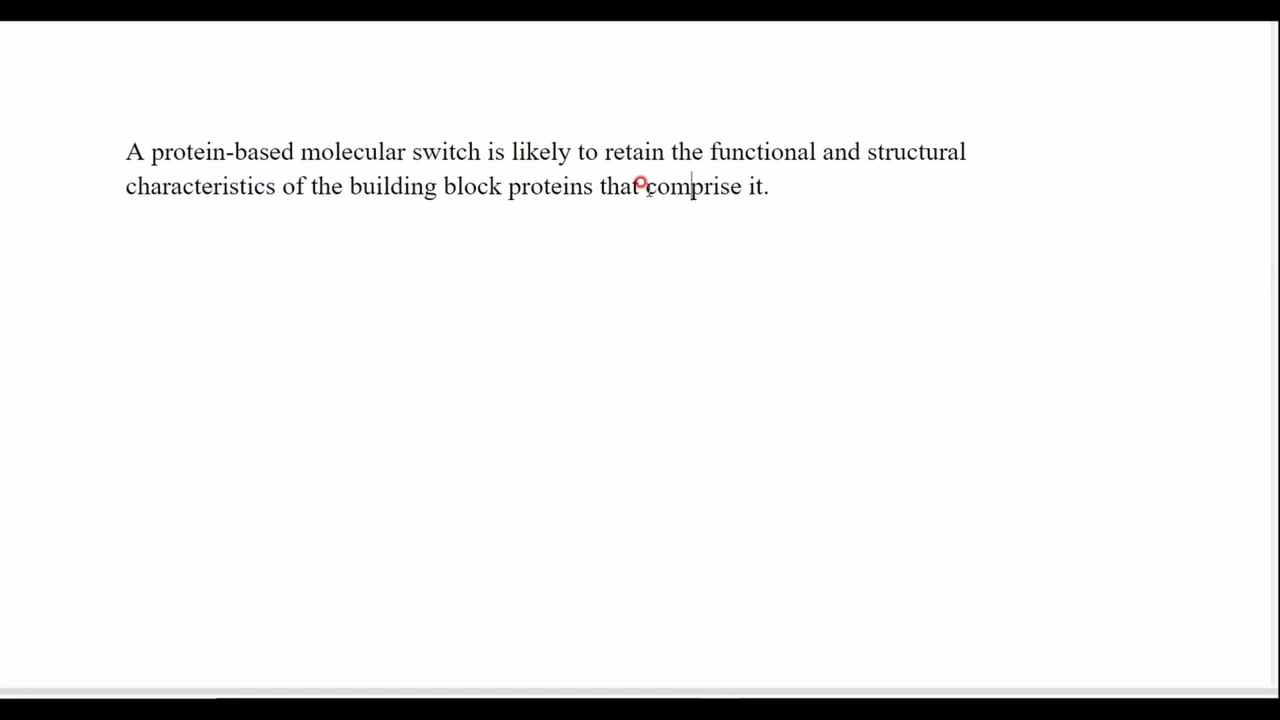 A protein-based molecular switch is likely to retain the functional and structural
characteristics of the building block proteins that comprise it.